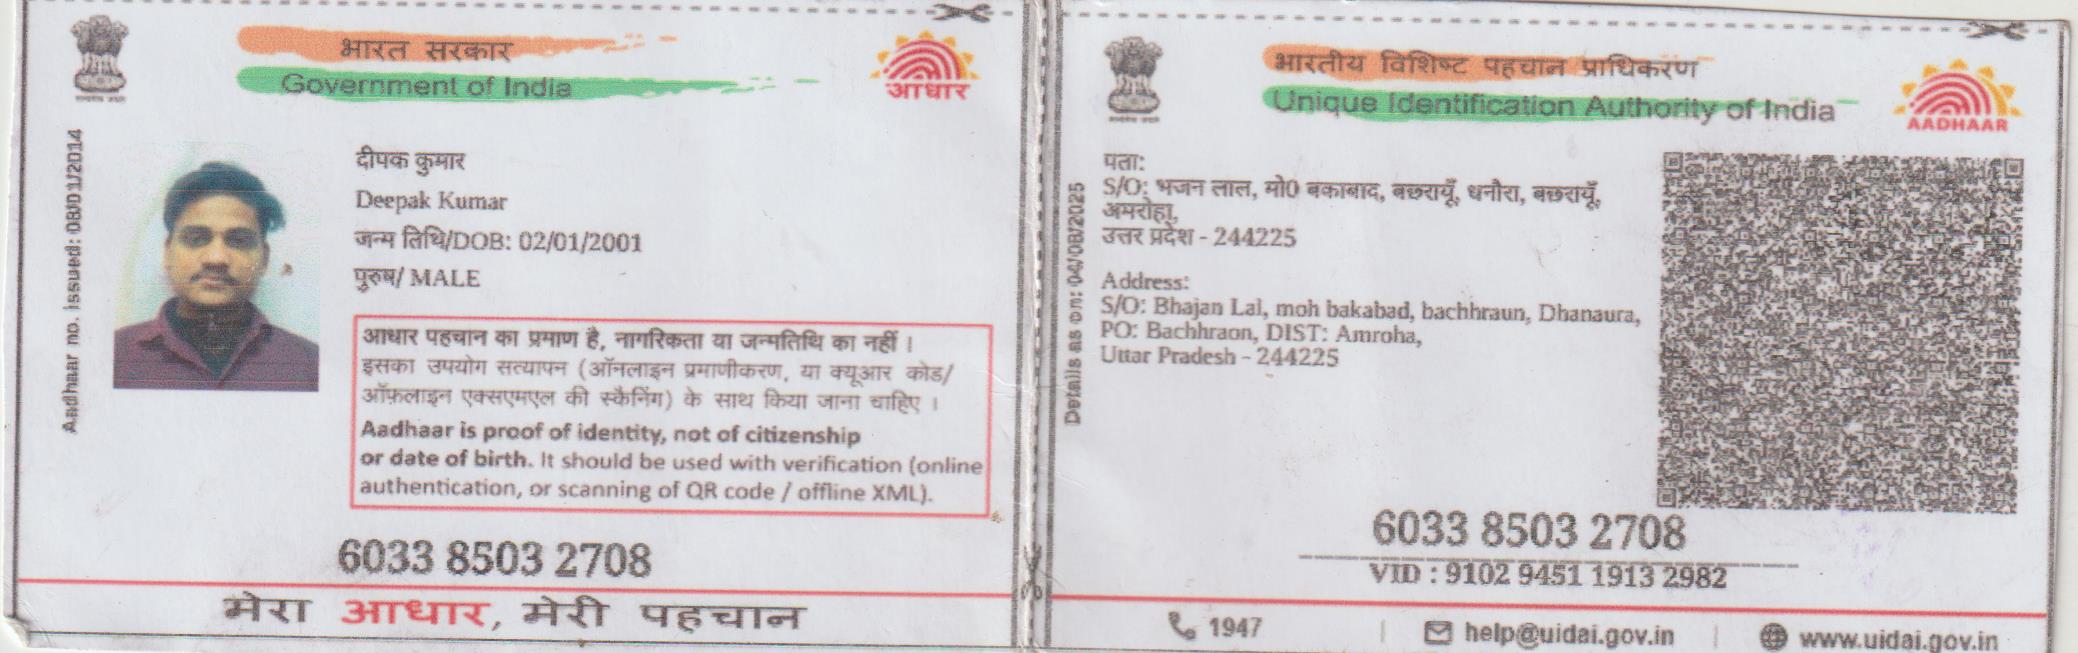 भारत सरकार
Government of India
आधार
Aadhaar no. issued: 08/01/2014
दीपक कुमार
Deepak Kumar
जन्म तिथि/DOB: 02/01/2001
पुरुष/ MALE
आधार पहचान का प्रमाण है, नागरिकता या जन्मतिथि का नहीं ।
इसका उपयोग सत्यापन (ऑनलाइन प्रमाणीकरण, या क्यूआर कोड/
ऑफ़लाइन एक्सएमएल की स्कैनिंग) के साथ किया जाना चाहिए ।
Aadhaar is proof of identity, not of citizenship
or date of birth. It should be used with verification (online
authentication, or scanning of QR code / offline XML).
6033 8503 2708
मेरा आधार, मेरी पहचान
भारतीय विशिष्ट पहचान प्राधिकरण
Unique Identification Authority of India
AADHAAR
Details as on: 04/08/2025
पता:
S/O: भजन लाल, मो0 बकाबाद, बछरायूँ, धनौरा, बछरायूँ,
अमरोहा,
उत्तर प्रदेश - 244225
Address:
S/O: Bhajan Lal, moh bakabad, bachhraun, Dhanaura,
PO: Bachhraon, DIST: Amroha,
Uttar Pradesh - 244225
6033 8503 2708
VID : 9102 9451 1913 2982
1947
help@uidai.gov.in
www.uidai.gov.in